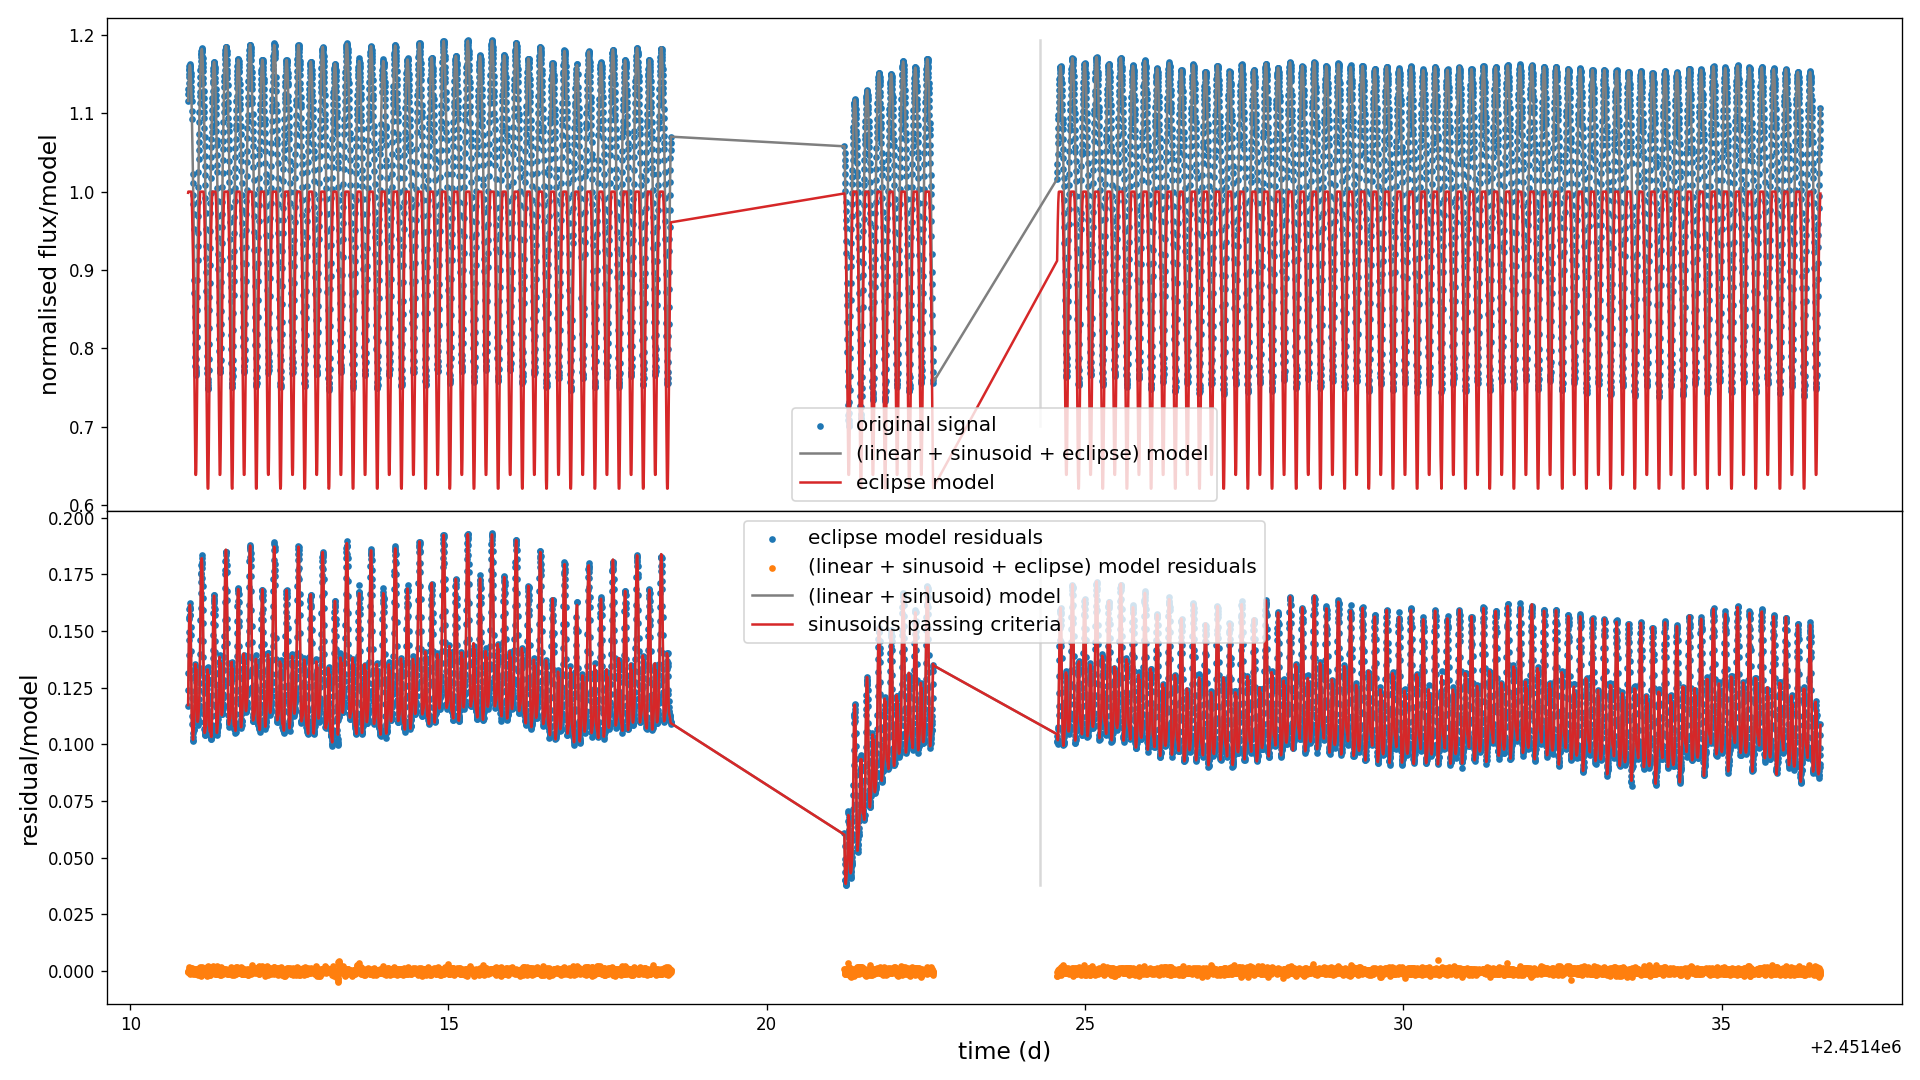 1.2
1.1
1.0
0.9
0.8
0.7
0.6
normalised flux/model
original signal
(linear + sinusoid + eclipse) model
eclipse model
0.200
0.175
0.150
0.125
0.100
0.075
0.050
0.025
0.000
residual/model
eclipse model residuals
(linear + sinusoid + eclipse) model residuals
(linear + sinusoid) model
sinusoids passing criteria
10 15 20 25 30 35
time (d)
+2.4514e6